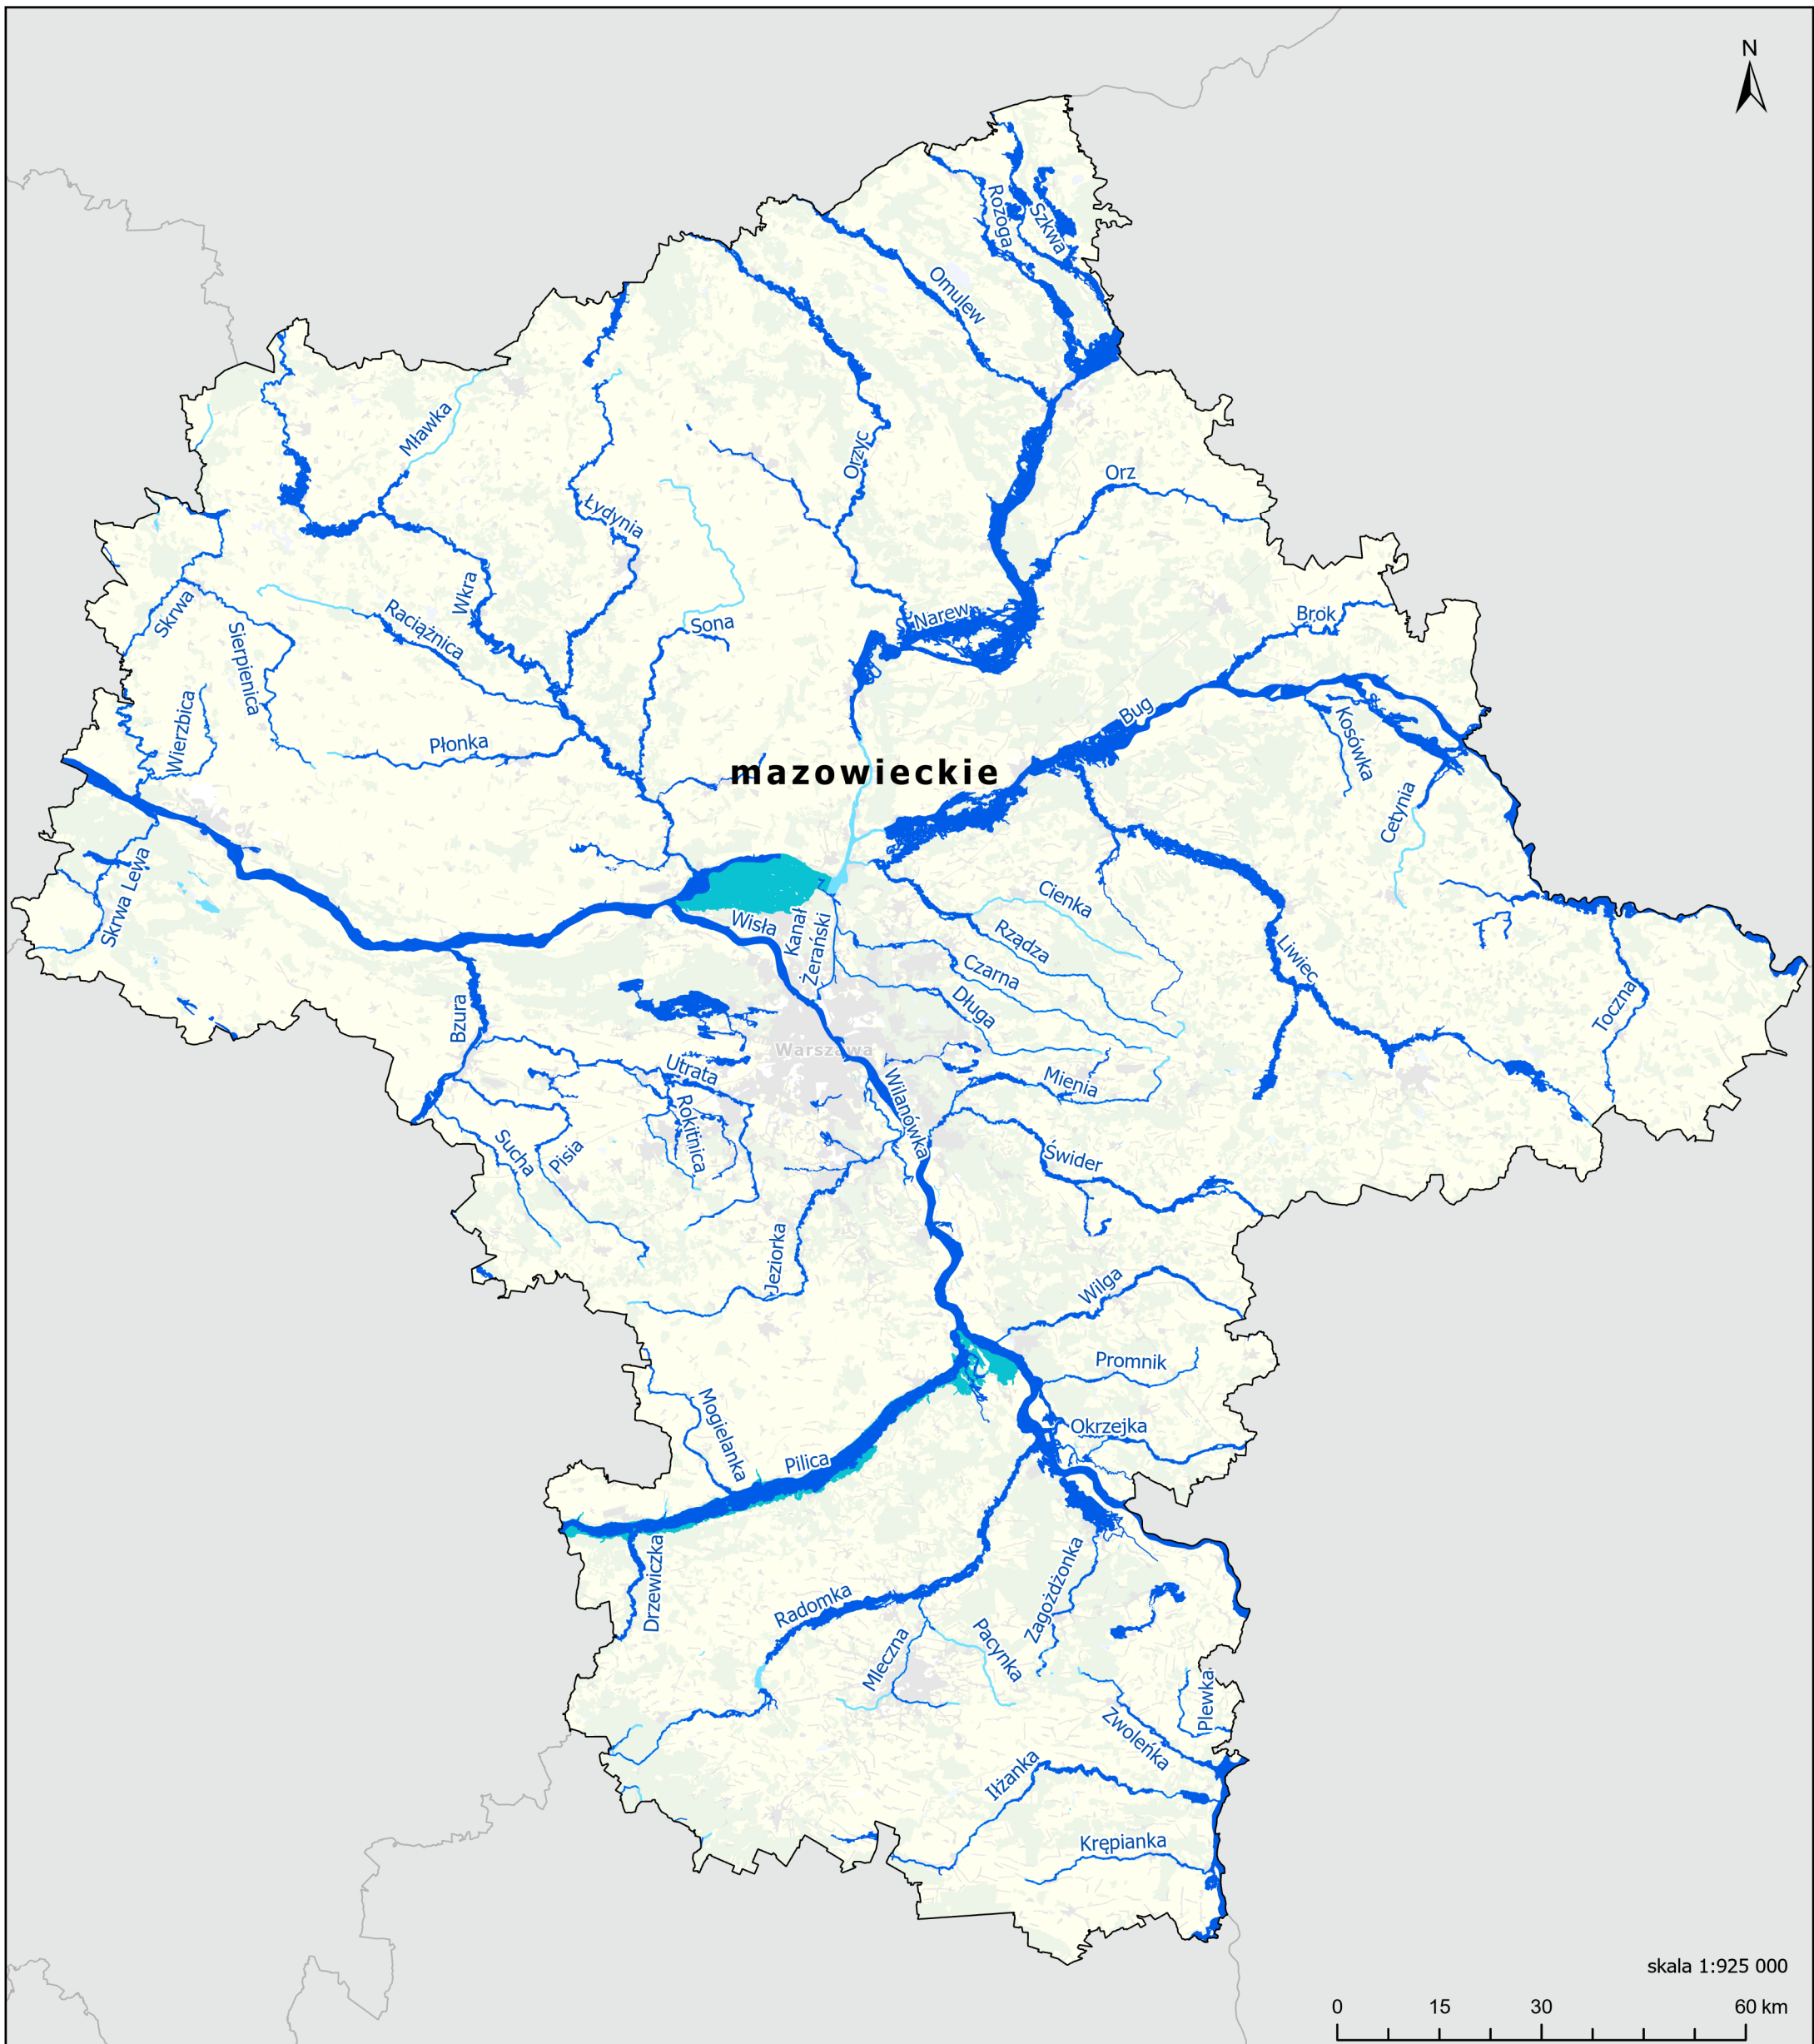 N
Rozoga
Szkwa
Omulew
Mławka
Orzyc
Orz
Łydynia
Wkra
Skrwa
Raciążnica
Sierpienica
Sona
Narew
Brok
Wierzbica
Płonka
Bug
Kosówka
mazowieckie
Cetynia
Skrwa Lewa
Cienka
Wisła
Kanał
Żerański
Rządza
Czarna
Liwiec
Długa
Toczna
Bzura
Warszawa
Utrata
Mienia
Wilanówka
Rokitnica
Sucha
Pisia
Świder
Jeziorka
Wilga
Promnik
Mogielanka
Okrzejka
Pilica
Drzewiczka
Zagożdżonka
Radomka
Mleczna
Pacynka
Plewka
Zwoleńka
Iłżanka
Krępianka
skala 1:925 000
0 15 30 60 km